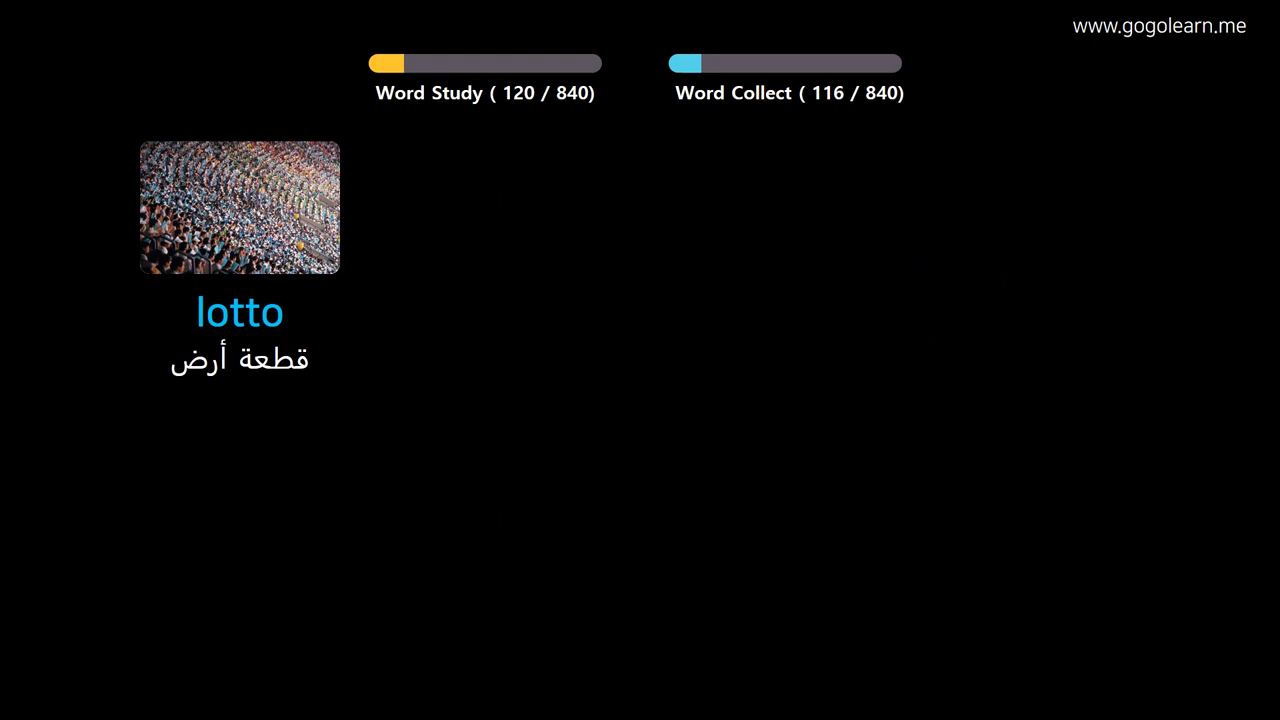 www.gogolearn.me
Word Study ( 120 / 840)
Word Collect ( 116 / 840)
lotto
قطعة أرض